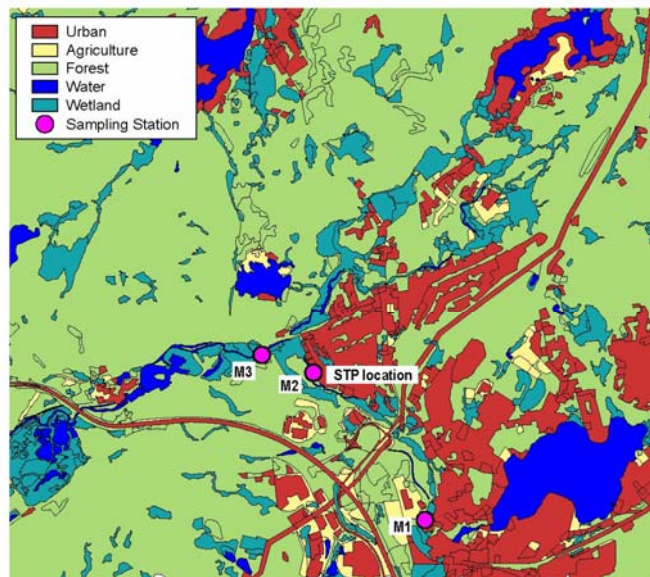 Urban
Agriculture
Forest
Water
Wetland
Sampling Station
M3
M2
STP location
M1